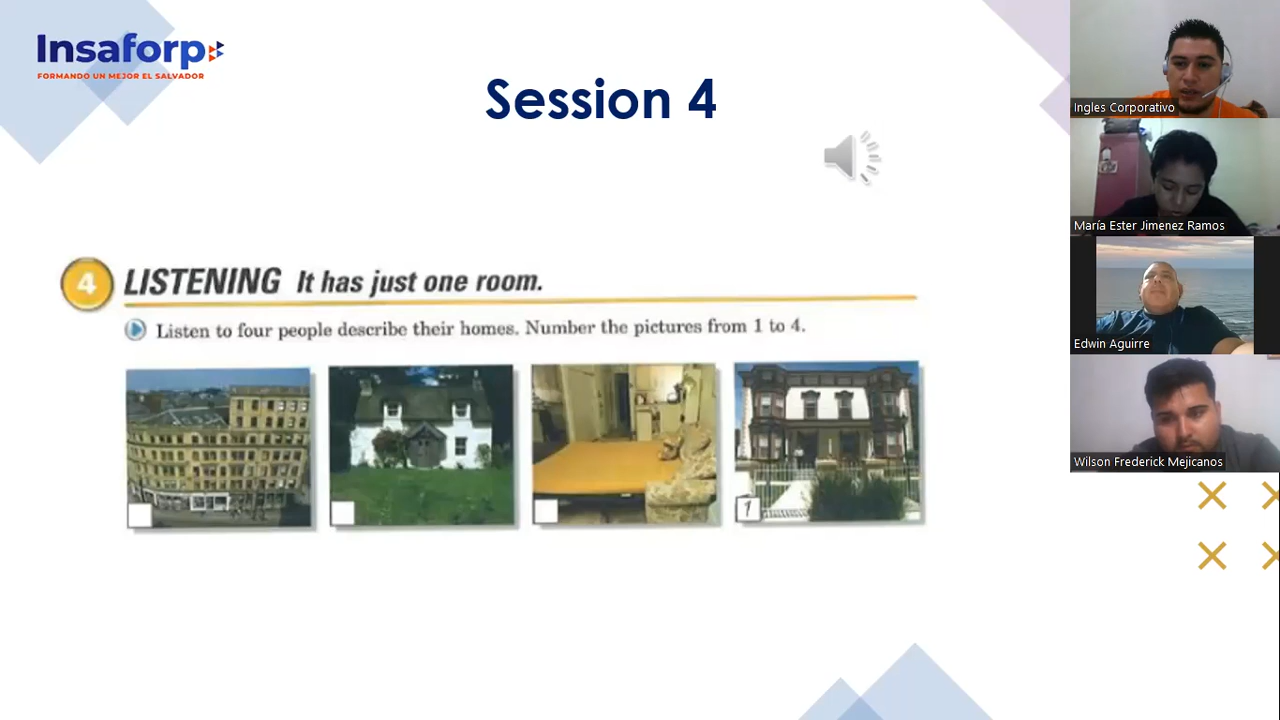 Insaforp
FORMANDO UN MEJOR EL SALVADOR
Session 4
4 LISTENING It has just one room.
Listen to four people describe their homes. Number the pictures from 1 to 4.
1
Ingles Corporativo
María Ester Jimenez Ramos
Edwin Aguirre
Wilson Frederick Mejicanos